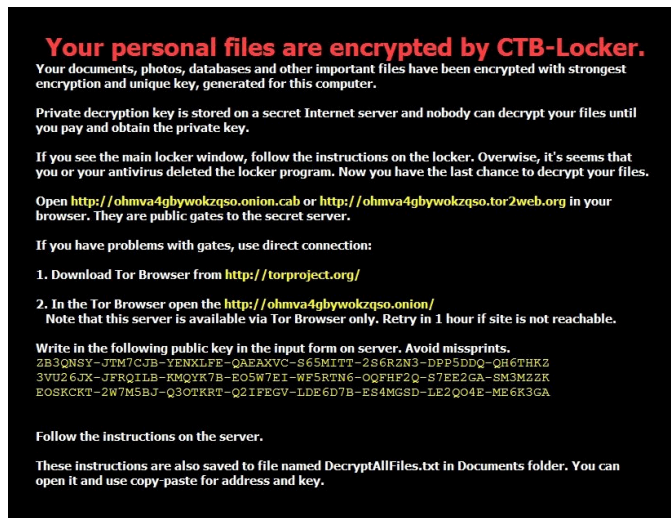 Your personal files are encrypted by CTB-Locker.
Your documents, photos, databases and other important files have been encrypted with strongest
encryption and unique key, generated for this computer.
Private decryption key is stored on a secret Internet server and nobody can decrypt your files until
you pay and obtain the private key.
If you see the main locker window, follow the instructions on the locker. Overwise, it's seems that
you or your antivirus deleted the locker program. Now you have the last chance to decrypt your files.
Open http://ohmva4gbywokzqso.onion.cab or http://ohmva4gbywokzqso.tor2web.org in your
browser. They are public gates to the secret server.
If you have problems with gates, use direct connection:
1. Download Tor Browser from http://torproject.org/
2. In the Tor Browser open the http://ohmva4gbywokzqso.onion/
Note that this server is available via Tor Browser only. Retry in 1 hour if site is not reachable.
Write in the following public key in the input form on server. Avoid missprints.
ZB3QNSY-JTM7CJB-YENXLFE-QAEAXVC-S65MITT-2S6RZN3-DPP5DDQ-QH6THKZ
3VU26JX-JFRQILB-KMQYK7B-EO5W7EI-WF5RTN6-OQFHF2Q-S7EE2GA-SM3MZZK
EOSKCKT-2W7M5BJ-Q3OTKRT-Q2IFEGV-LDE6D7B-ES4MGSD-LE2QO4E-ME6K3GA
Follow the instructions on the server.
These instructions are also saved to file named DecryptAllFiles.txt in Documents folder. You can
open it and use copy-paste for address and key.